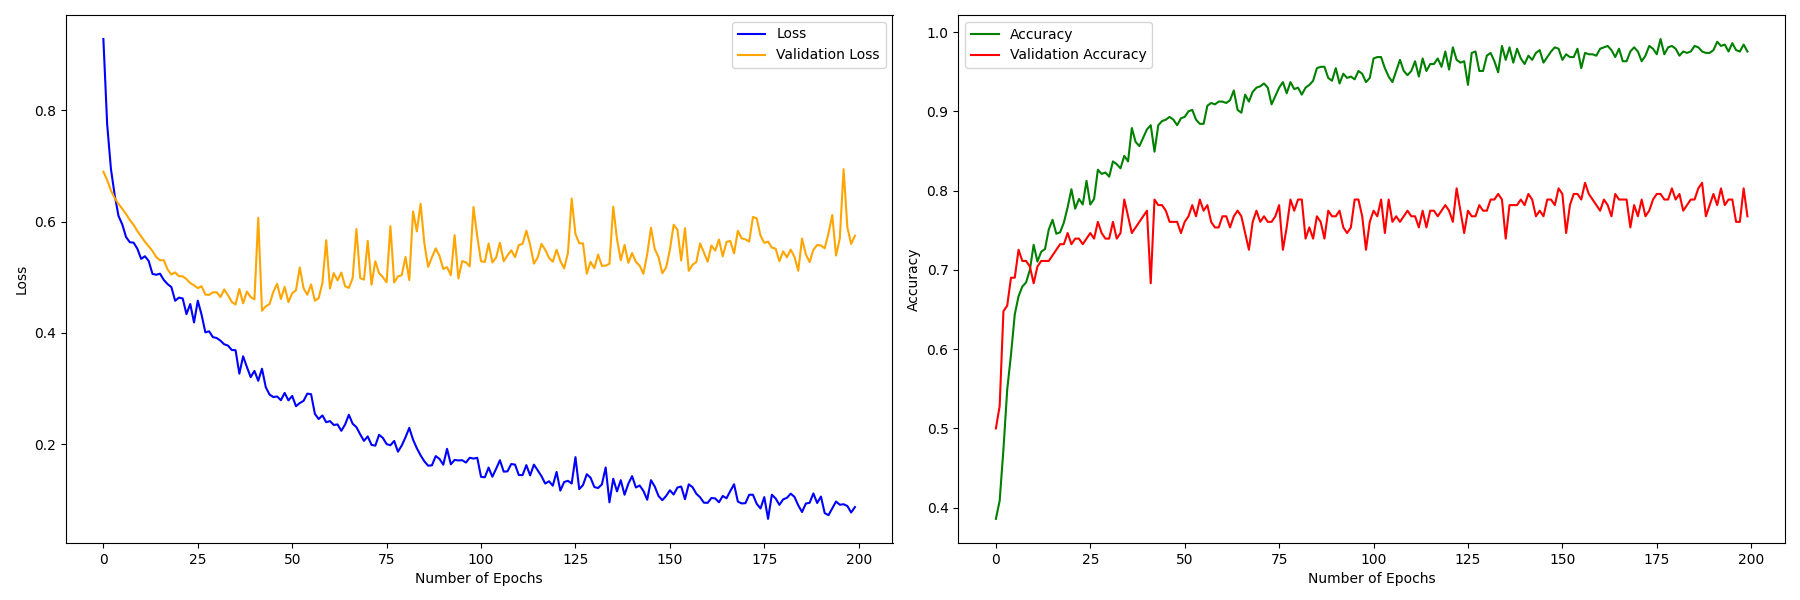 Loss
Validation Loss
0.8
0.6
0.4
0.2
Loss
0 25 50 75 100 125 150 175 200
Number of Epochs
Accuracy
Validation Accuracy
1.0
0.9
0.8
0.7
0.6
0.5
0.4
Accuracy
0 25 50 75 100 125 150 175 200
Number of Epochs